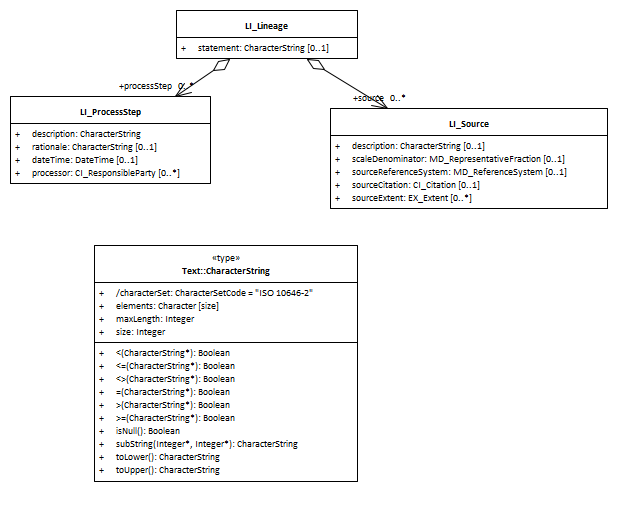 LI_Lineage
+ statement: CharacterString [0..1]
+processStep 0..*
+source 0..*
LI_ProcessStep
+ description: CharacterString
+ rationale: CharacterString [0..1]
+ dateTime: DateTime [0..1]
+ processor: CI_ResponsibleParty [0..*]
LI_Source
+ description: CharacterString [0..1]
+ scaleDenominator: MD_RepresentativeFraction [0..1]
+ sourceReferenceSystem: MD_ReferenceSystem [0..1]
+ sourceCitation: CI_Citation [0..1]
+ sourceExtent: EX_Extent [0..*]
«type»
Text::CharacterString
+ /characterSet: CharacterSetCode = "ISO 10646-2"
+ elements: Character [size]
+ maxLength: Integer
+ size: Integer
+ <(CharacterString*): Boolean
+ <=(CharacterString*): Boolean
+ <>(CharacterString*): Boolean
+ =(CharacterString*): Boolean
+ >(CharacterString*): Boolean
+ >=(CharacterString*): Boolean
+ isNull(): Boolean
+ subString(Integer*, Integer*): CharacterString
+ toLower(): CharacterString
+ toUpper(): CharacterString